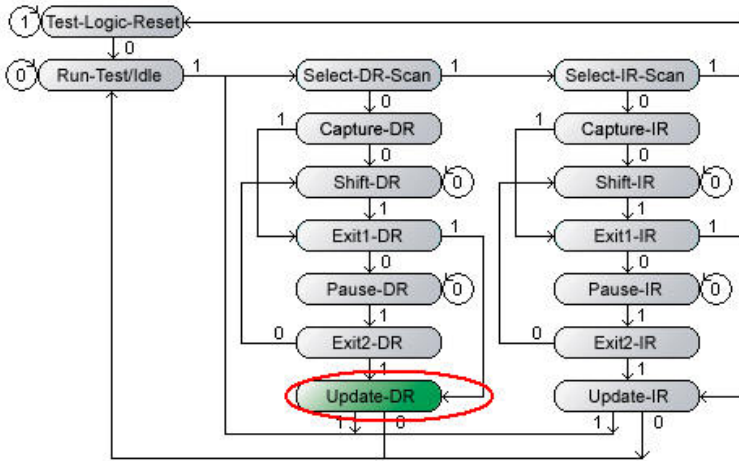 1 Test-Logic-Reset
0
0 Run-Test/Idle 1 Select-DR-Scan 1 Select-IR-Scan 1
0 0
1 Capture-DR 1 Capture-IR
0 0
Shift-DR 0 Shift-IR 0
1 1
Exit1-DR 1 Exit1-IR 1
0 0
Pause-DR 0 Pause-IR 0
1 1
0 Exit2-DR 0 Exit2-IR
1 1
Update-DR Update-IR
1 0 1 0